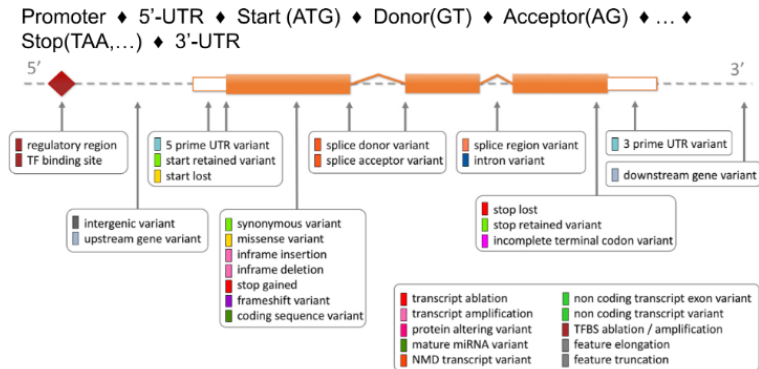 Promoter ♦ 5’-UTR ♦ Start (ATG) ♦ Donor(GT) ♦ Acceptor(AG) ♦ … ♦
Stop(TAA,…) ♦ 3’-UTR
5’
3’
regulatory region
TF binding site
5 prime UTR variant
start retained variant
start lost
splice donor variant
splice acceptor variant
splice region variant
intron variant
3 prime UTR variant
downstream gene variant
intergenic variant
upstream gene variant
synonymous variant
missense variant
inframe insertion
inframe deletion
stop gained
frameshift variant
coding sequence variant
stop lost
stop retained variant
incomplete terminal codon variant
transcript ablation
transcript amplification
protein altering variant
mature miRNA variant
NMD transcript variant
non coding transcript exon variant
non coding transcript variant
TFBS ablation / amplification
feature elongation
feature truncation